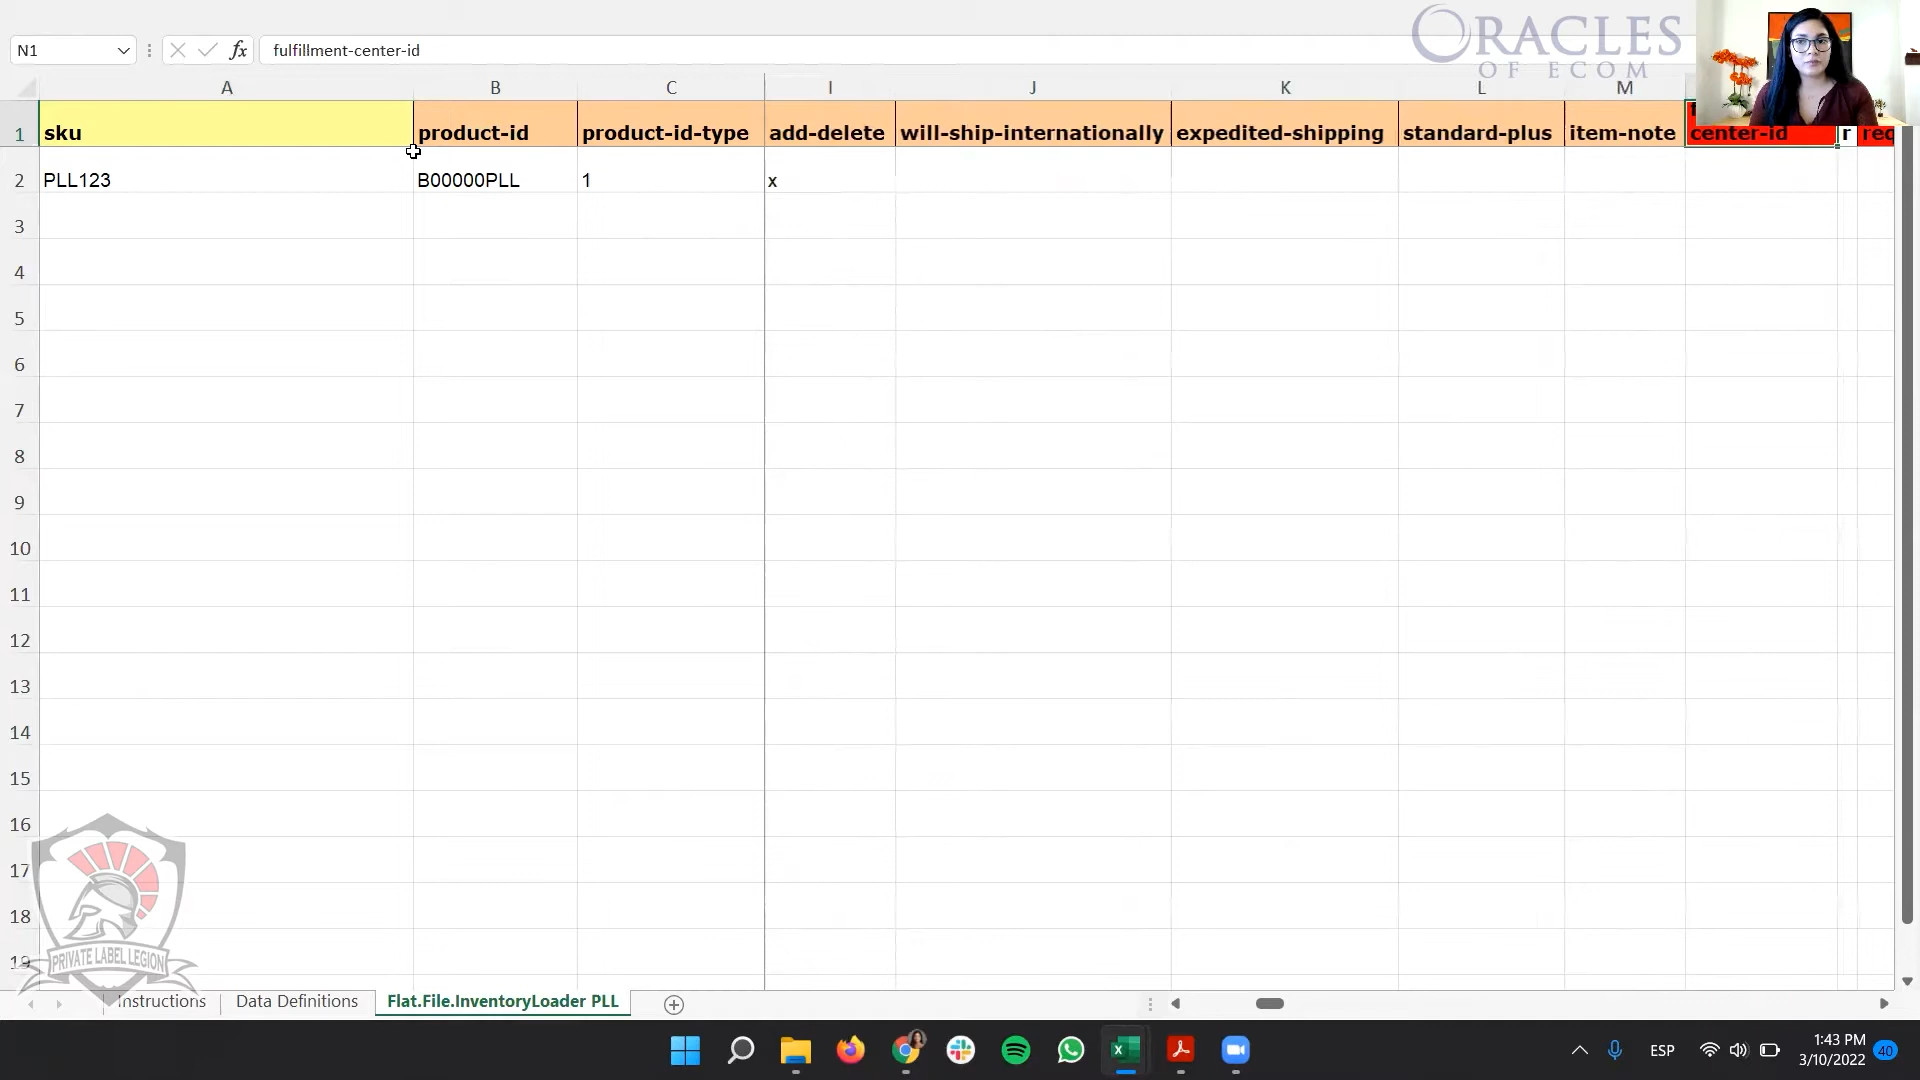 N1
fx
fulfillment-center-id
ORACLES
OF ECOM
A B C I J K L M
1 sku product-id product-id-type add-delete will-ship-internationally expedited-shipping standard-plus item-note center-id r
2 PLL123 B00000PLL 1 x
3
4
5
6
7
8
9
10
11
12
13
14
15
16
17
18
19
PRIVATE LABEL LEGION
Instructions Data Definitions Flat.File.InventoryLoader PLL
ESP
1:43 PM
3/10/2022
40